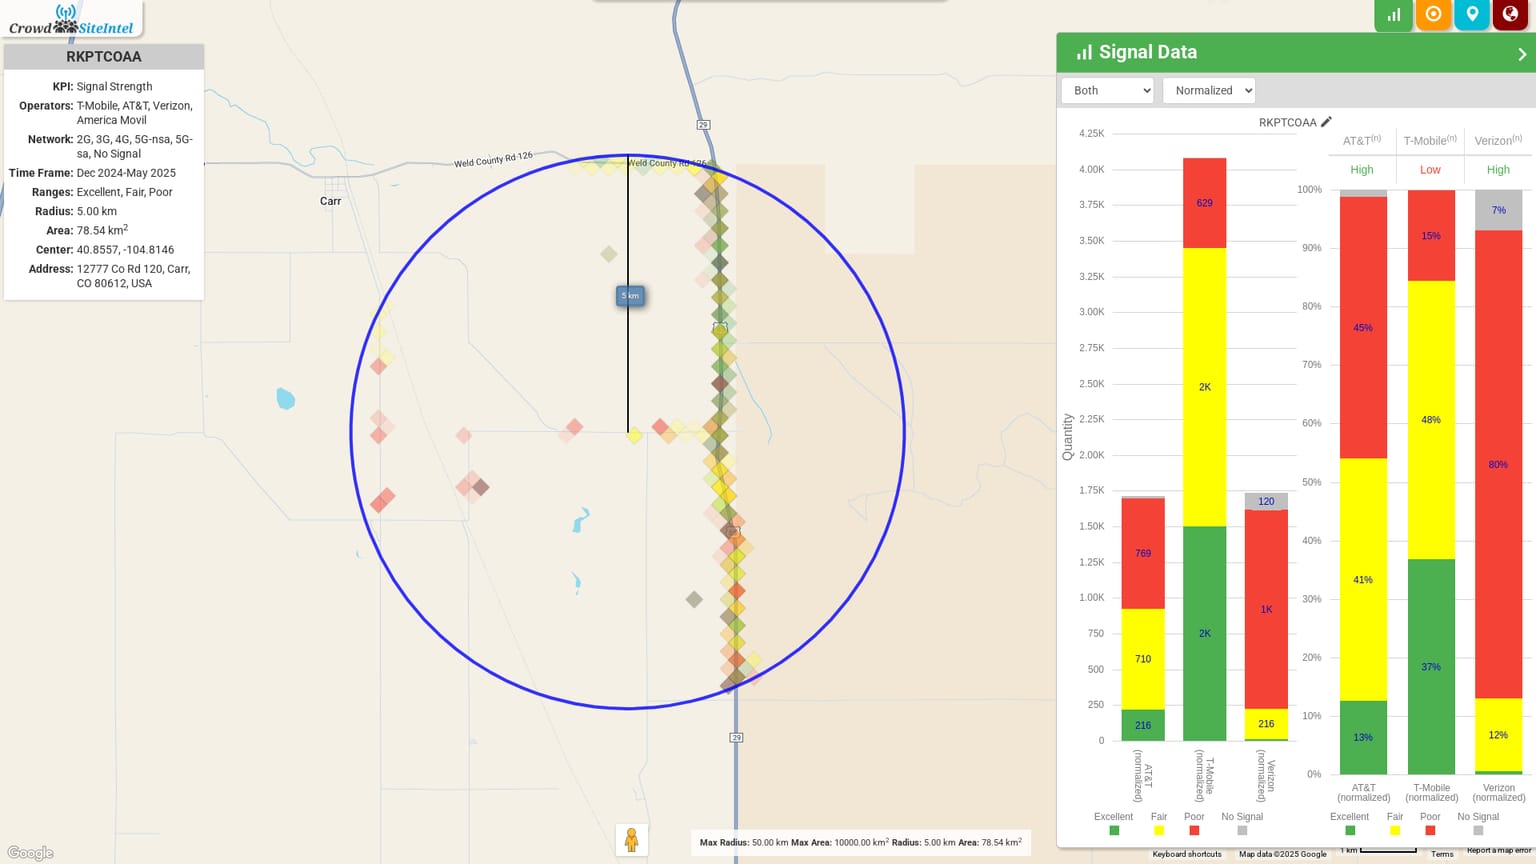 CrowdSiteIntel
RKPTCOAA
KPI: Signal Strength
Operators: T-Mobile, AT&T, Verizon,
America Movil
Network: 2G, 3G, 4G, 5G-nsa, 5G-
sa, No Signal
Time Frame: Dec 2024-May 2025
Ranges: Excellent, Fair, Poor
Radius: 5.00 km
Area: 78.54 km2
Center: 40.8557, -104.8146
Address: 12777 Co Rd 120, Carr,
CO 80612, USA
29
Weld County Rd 126
Weld County Rd 126
Carr
5 km
29
Google
Max Radius: 50.00 km Max Area: 10000.00 km2 Radius: 5.00 km Area: 78.54 km2
Signal Data
Both
Normalized
RKPTCOAA
Quantity
4.25K
4.00K
3.75K
3.50K
3.25K
3.00K
2.75K
2.50K
2.25K
2.00K
1.75K
1.50K
1.25K
1.00K
750
500
250
0
769
710
216
629
2K
2K
120
1K
216
AT&T
(normalized)
T-Mobile
(normalized)
Verizon
(normalized)
Excellent
Fair
Poor
No Signal
AT&T(n)
T-Mobile(n)
Verizon(n)
High
Low
High
100%
90%
80%
70%
60%
50%
40%
30%
20%
10%
0%
45%
41%
13%
15%
48%
37%
7%
80%
12%
AT&T
(normalized)
T-Mobile
(normalized)
Verizon
(normalized)
Excellent
Fair
Poor
No Signal
Keyboard shortcuts
Map data ©2025 Google
1 km
Terms
Report a map error